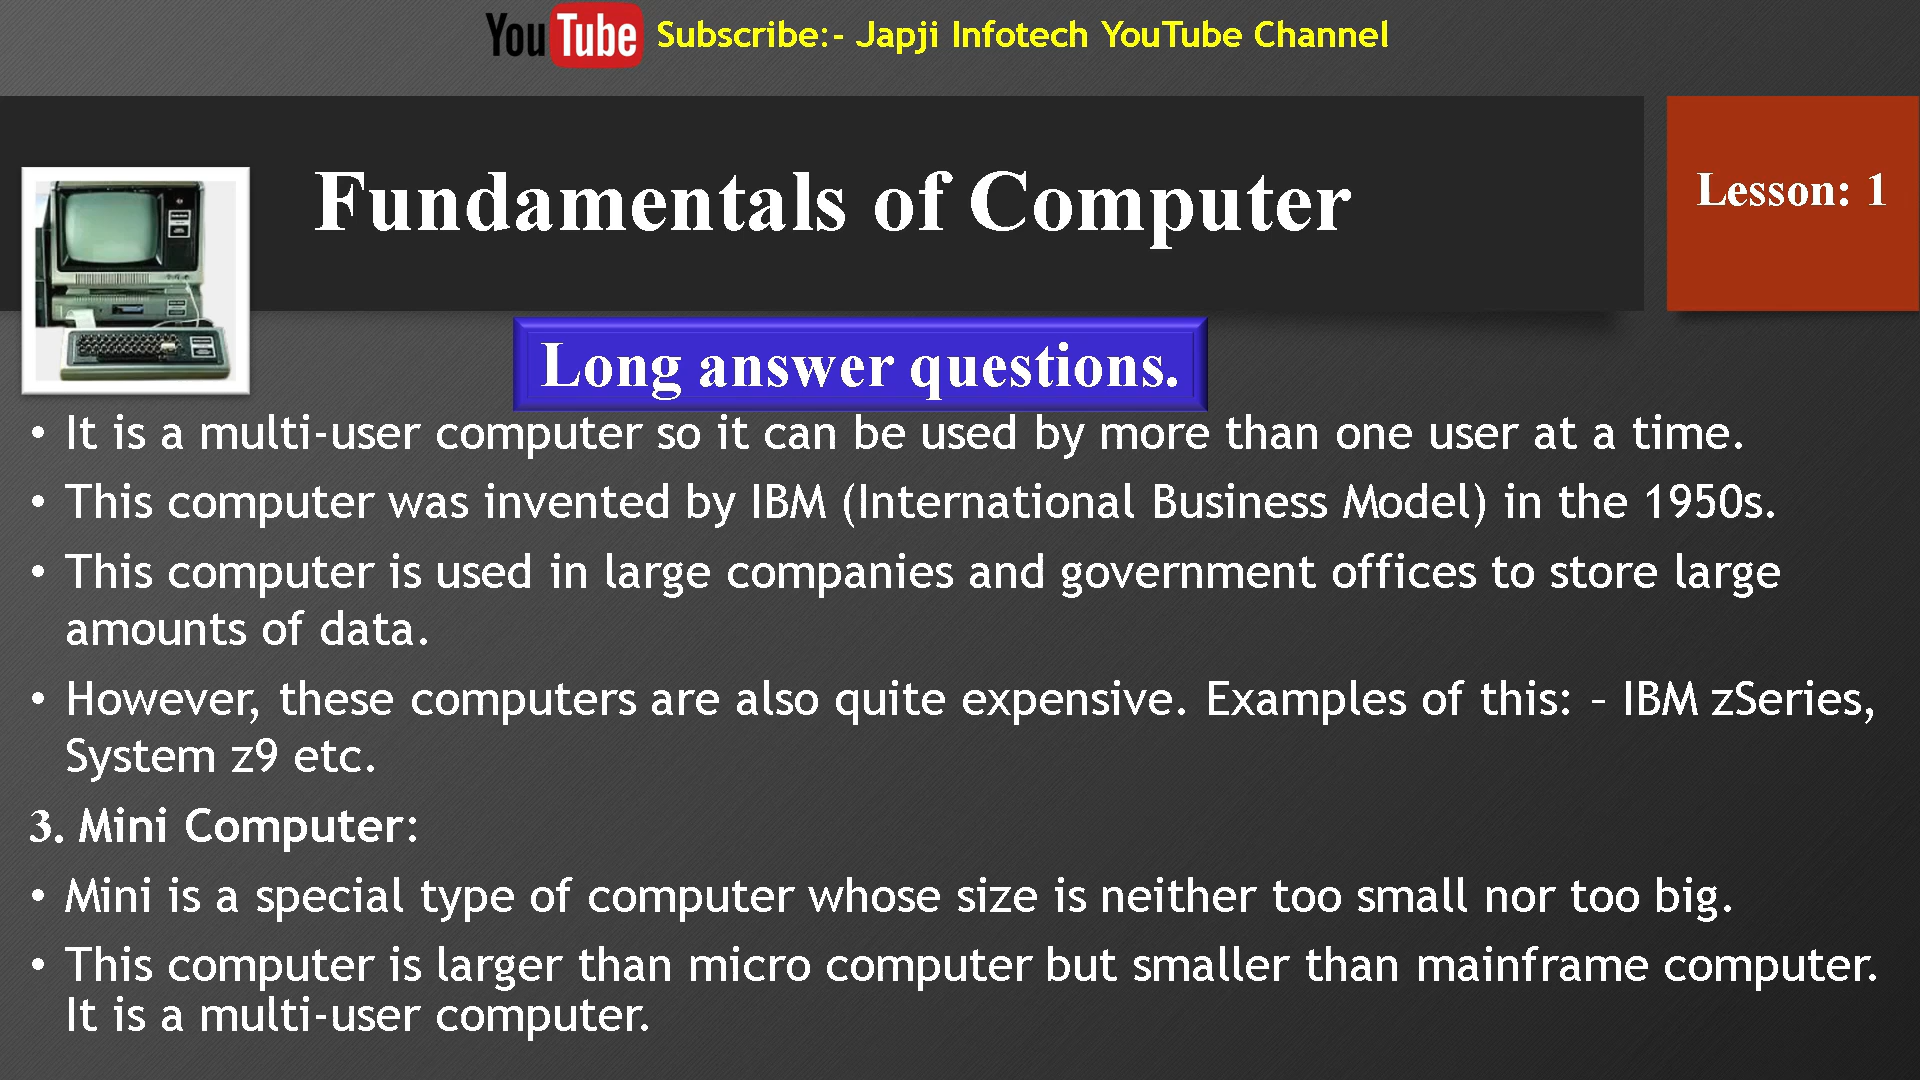 YouTube Subscribe:- Japji Infotech YouTube Channel
Fundamentals of Computer
Lesson: 1
Long answer questions.
• It is a multi-user computer so it can be used by more than one user at a time.
• This computer was invented by IBM (International Business Model) in the 1950s.
• This computer is used in large companies and government offices to store large
amounts of data.
• However, these computers are also quite expensive. Examples of this: – IBM zSeries,
System z9 etc.
3. Mini Computer:
• Mini is a special type of computer whose size is neither too small nor too big.
• This computer is larger than micro computer but smaller than mainframe computer.
It is a multi-user computer.